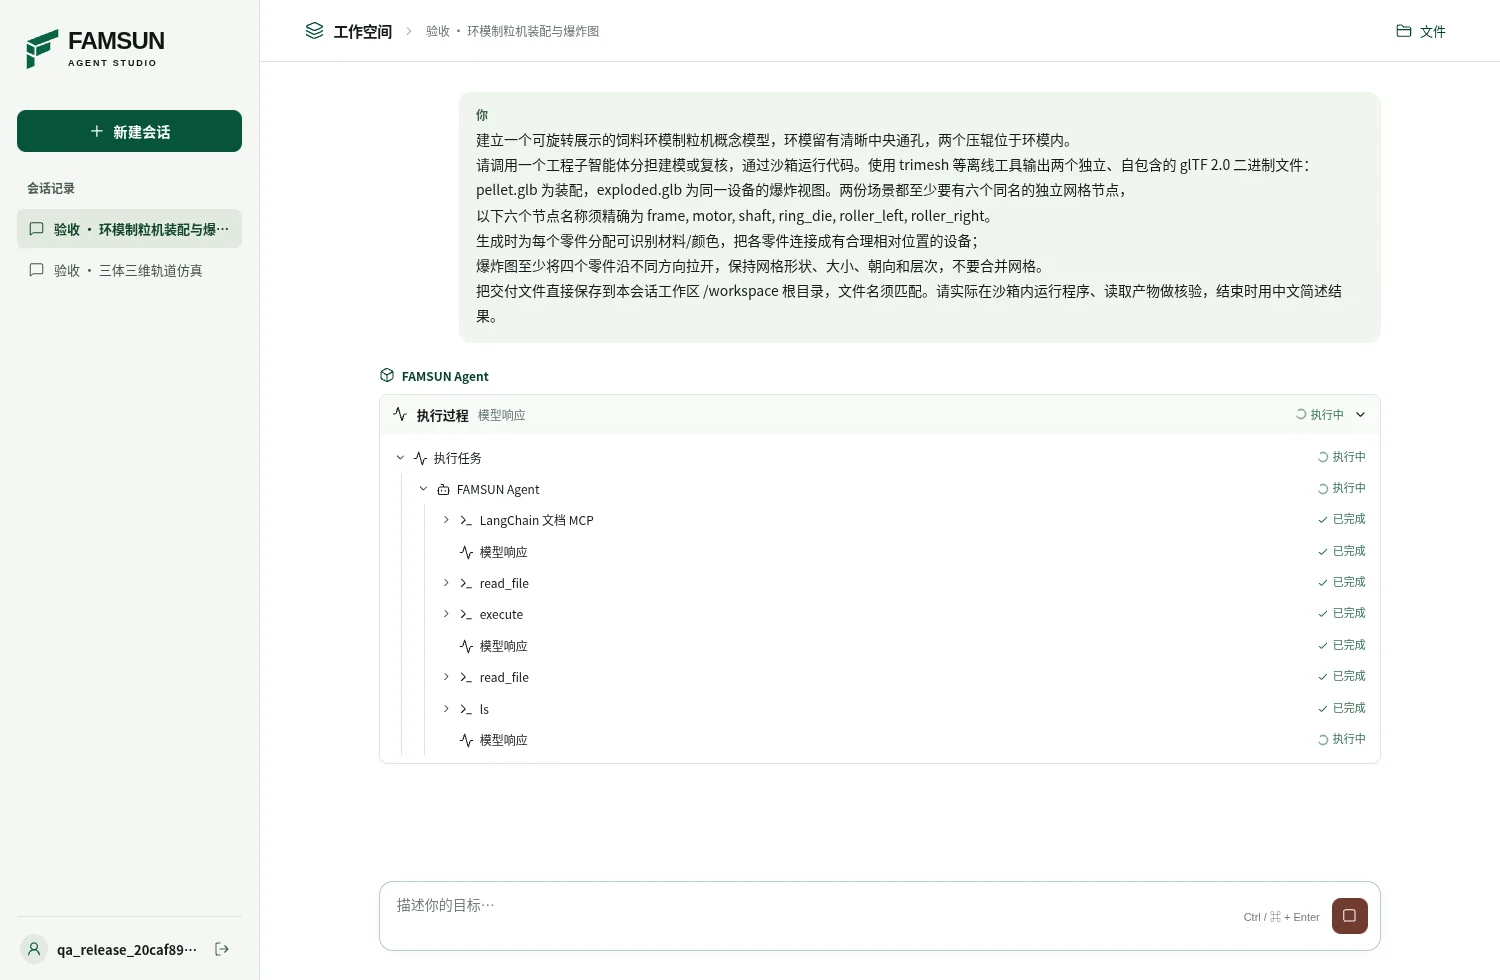 FAMSUN
AGENT STUDIO
新建会话
会话记录
验收 · 环模制粒机装配与爆…
验收 · 三体三维轨道仿真
qa_release_20caf89…
工作空间
验收 · 环模制粒机装配与爆炸图
文件
你
建立一个可旋转展示的饲料环模制粒机概念模型，环模留有清晰中央通孔，两个压辊位于环模内。
请调用一个工程子智能体分担建模或复核，通过沙箱运行代码。使用 trimesh 等离线工具输出两个独立、自包含的 glTF 2.0 二进制文件：
pellet.glb 为装配，exploded.glb 为同一设备的爆炸视图。两份场景都至少要有六个同名的独立网格节点，
以下六个节点名称须精确为 frame, motor, shaft, ring_die, roller_left, roller_right。
生成时为每个零件分配可识别材料/颜色，把各零件连接成有合理相对位置的设备；
爆炸图至少将四个零件沿不同方向拉开，保持网格形状、大小、朝向和层次，不要合并网格。
把交付文件直接保存到本会话工作区 /workspace 根目录，文件名须匹配。请实际在沙箱内运行程序、读取产物做核验，结束时用中文简述结
果。
FAMSUN Agent
执行过程 模型响应 执行中
执行任务 执行中
FAMSUN Agent 执行中
LangChain 文档 MCP 已完成
模型响应 已完成
read_file 已完成
execute 已完成
模型响应 已完成
read_file 已完成
ls 已完成
模型响应 执行中
描述你的目标…
Ctrl / ⌘ + Enter